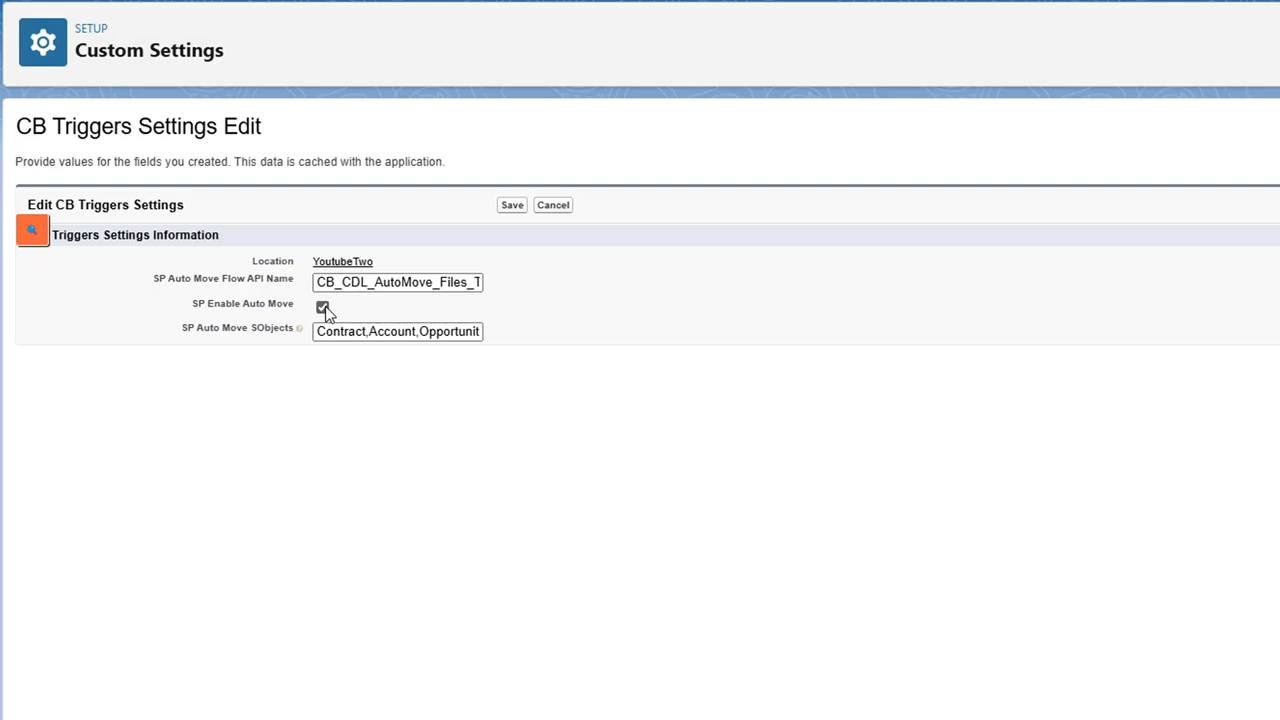 SETUP
Custom Settings
CB Triggers Settings Edit
Provide values for the fields you created. This data is cached with the application.
Edit CB Triggers Settings Save Cancel
Triggers Settings Information
Location YoutubeTwo
SP Auto Move Flow API Name CB_CDL_AutoMove_Files_T
SP Enable Auto Move
SP Auto Move SObjects Contract,Account,Opportunit